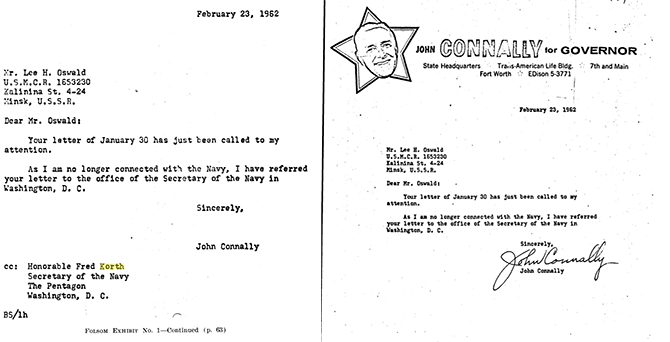 February 23, 1962
Mr. Lee H. Oswald
U.S.M.C.R. 1653230
Kalinina St. 4-24
Minsk, U.S.S.R.
Dear Mr. Oswald:
Your letter of January 30 has just been called to my
attention.
As I am no longer connected with the Navy, I have referred
your letter to the office of the Secretary of the Navy in
Washington, D. C.
Sincerely,
John Connally
cc: Honorable Fred Korth
Secretary of the Navy
The Pentagon
Washington, D. C.
BS/lh
Folsom Exhibit No. 1—Continued (p. 63)
JOHN CONNALLY for GOVERNOR
State Headquarters ☆ Trans-American Life Bldg. ☆ 7th and Main
Fort Worth ☆ EDison 5-3771
February 23, 1962
Mr. Lee H. Oswald
U.S.M.C.R. 1653230
Kalinina St. 4-24
Minsk, U.S.S.R.
Dear Mr. Oswald:
Your letter of January 30 has just been called to my
attention.
As I am no longer connected with the Navy, I have referred
your letter to the office of the Secretary of the Navy in
Washington, D. C.
Sincerely,
John Connally
John Connally